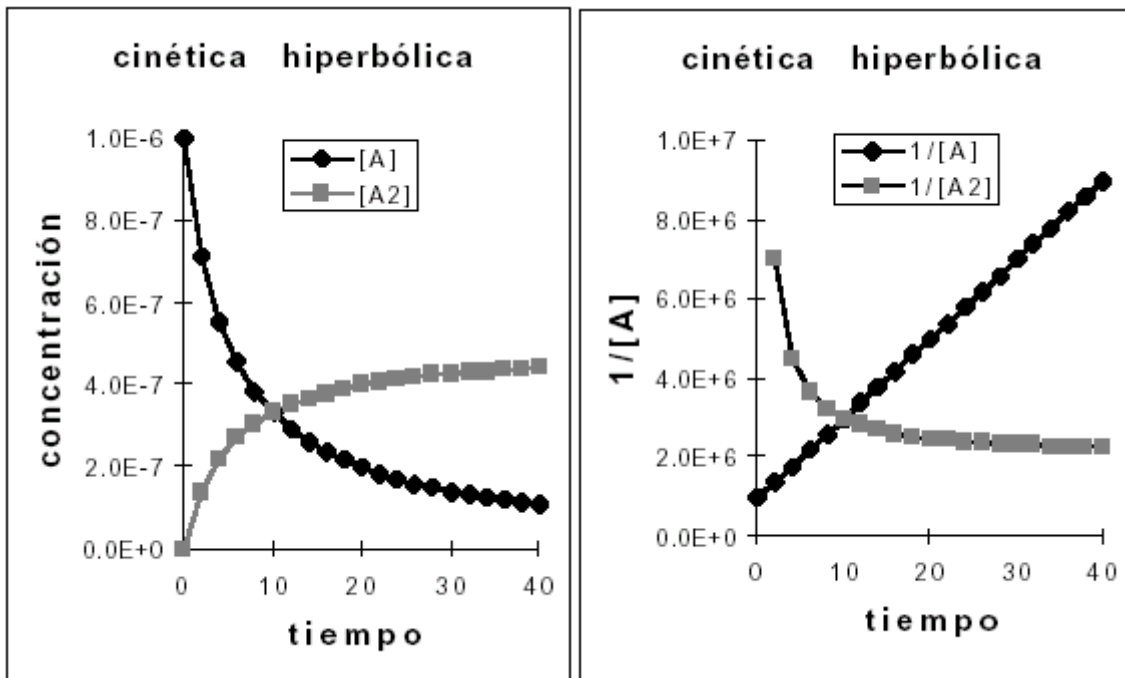 cinética hiperbólica
concentración
1.0E-6
8.0E-7
6.0E-7
4.0E-7
2.0E-7
0.0E+0
[A]
[A2]
0 10 20 30 40
tiempo
cinética hiperbólica
1/[A]
1.0E+7
8.0E+6
6.0E+6
4.0E+6
2.0E+6
0.0E+0
1/[A]
1/[A2]
0 10 20 30 40
tiempo